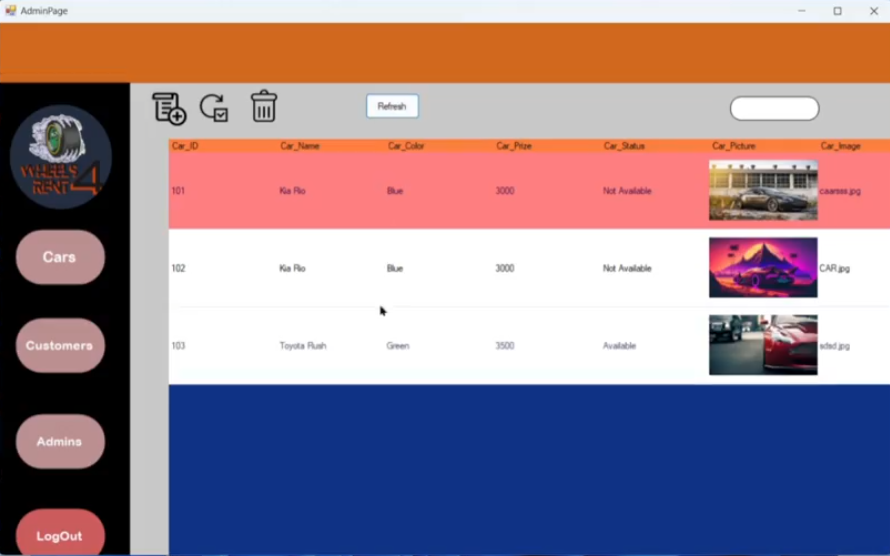 AdminPage
Refresh
WHEELS
RENT 4
Car_ID Car_Name Car_Color Car_Prize Car_Status Car_Picture Car_Image
101 Kia Rio Blue 3000 Not Available caarsss.jpg
Cars
102 Kia Rio Blue 3000 Not Available CAR.jpg
Customers
103 Toyota Rush Green 3500 Available
Admins
LogOut